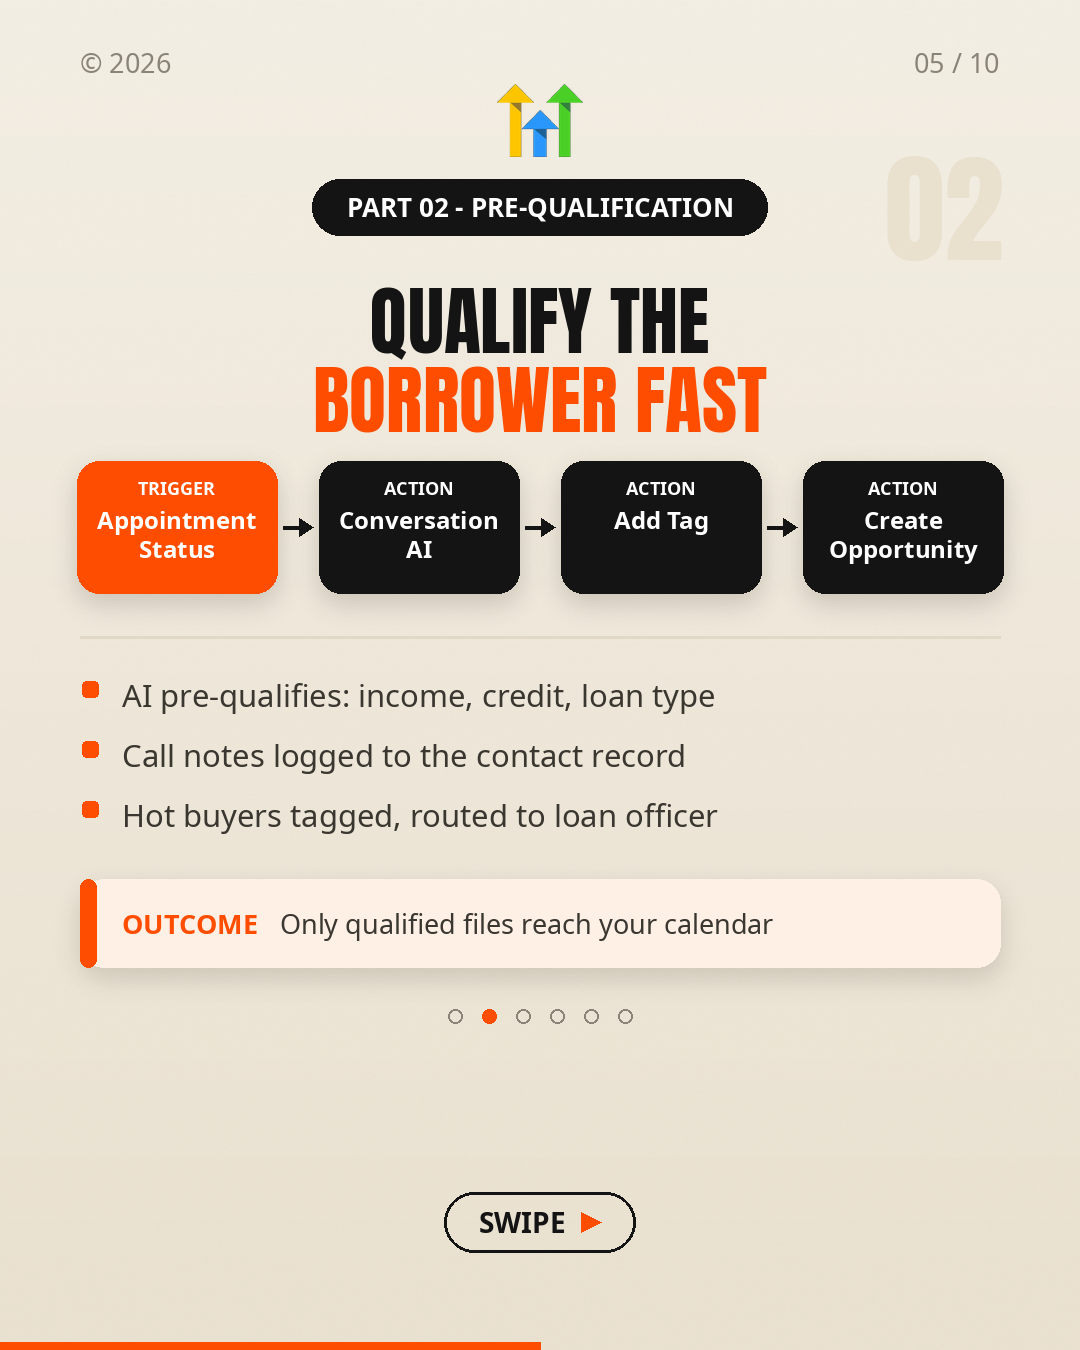 © 2026
05 / 10
PART 02 - PRE-QUALIFICATION
02
QUALIFY THE
BORROWER FAST
TRIGGER
Appointment
Status
ACTION
Conversation
AI
ACTION
Add Tag
ACTION
Create
Opportunity
AI pre-qualifies: income, credit, loan type
Call notes logged to the contact record
Hot buyers tagged, routed to loan officer
OUTCOME Only qualified files reach your calendar
SWIPE